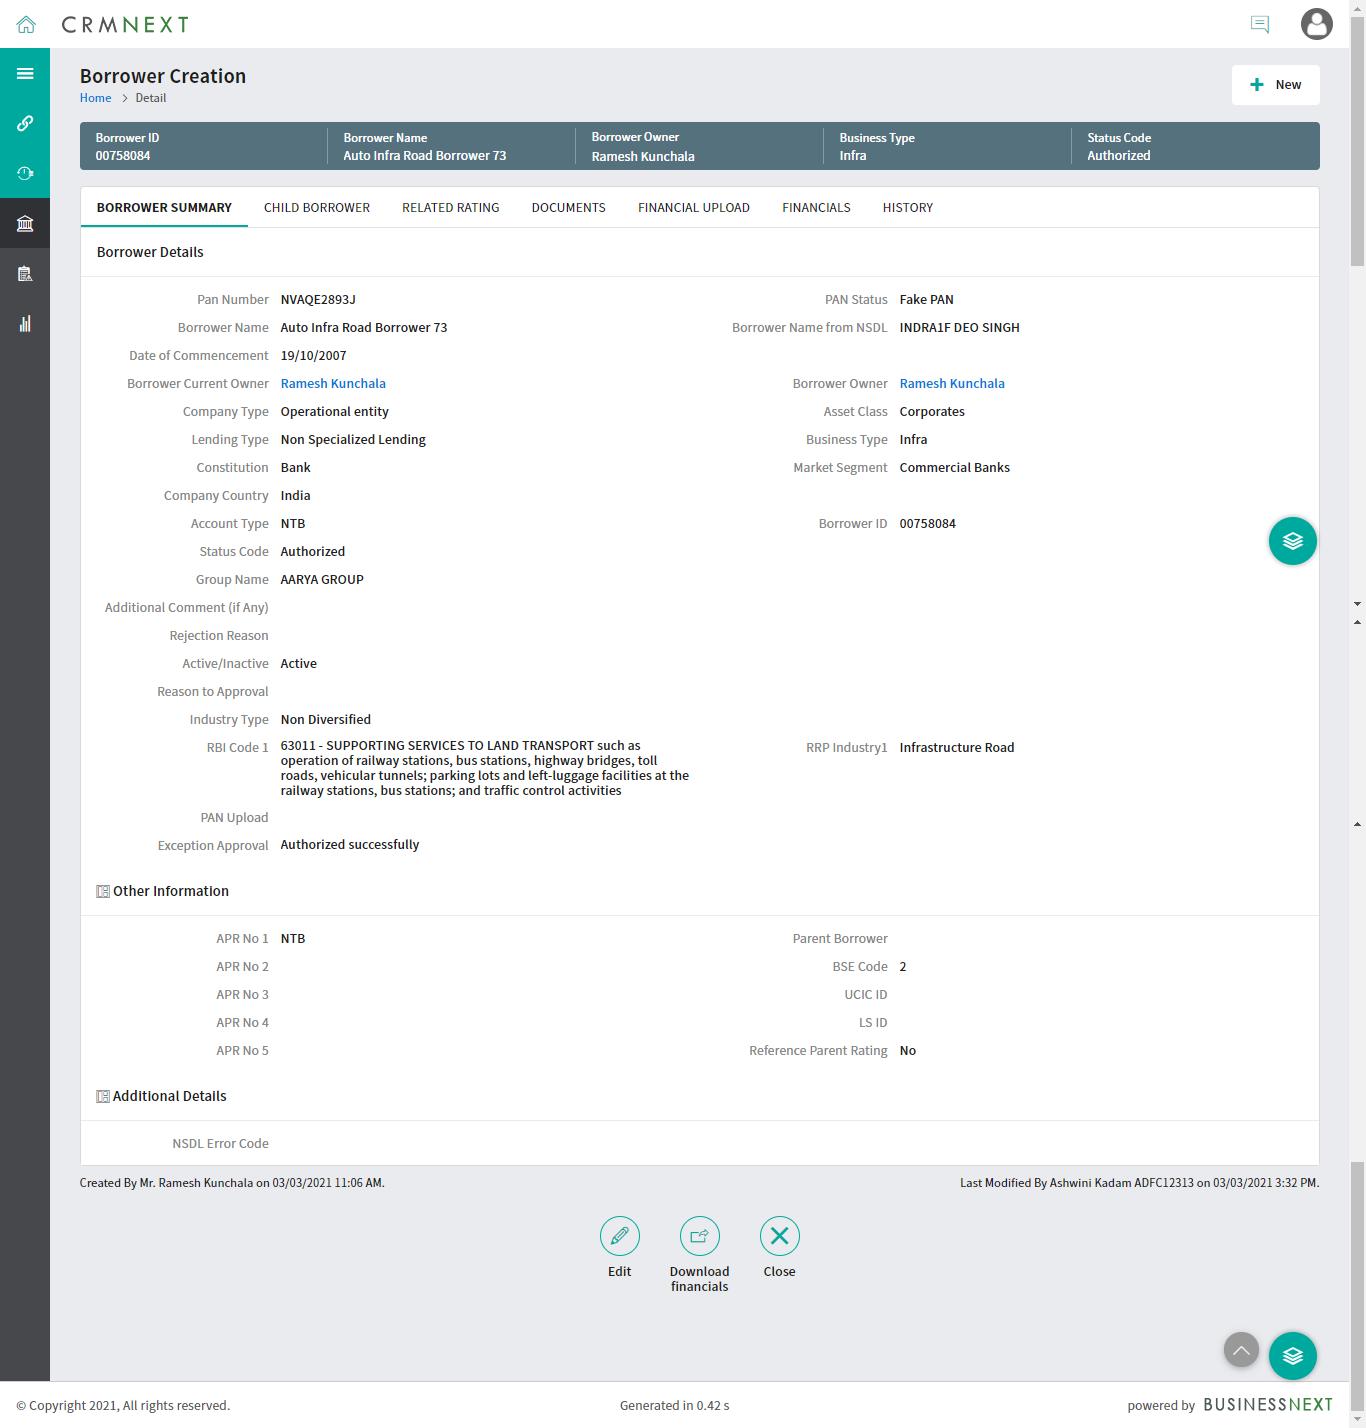 CRMNEXT
Borrower Creation
Home > Detail
New
Borrower ID
00758084
Borrower Name
Auto Infra Road Borrower 73
Borrower Owner
Ramesh Kunchala
Business Type
Infra
Status Code
Authorized
BORROWER SUMMARY CHILD BORROWER RELATED RATING DOCUMENTS FINANCIAL UPLOAD FINANCIALS HISTORY
Borrower Details
Pan Number NVAQE2893J PAN Status Fake PAN
Borrower Name Auto Infra Road Borrower 73 Borrower Name from NSDL INDRA1F DEO SINGH
Date of Commencement 19/10/2007
Borrower Current Owner Ramesh Kunchala Borrower Owner Ramesh Kunchala
Company Type Operational entity Asset Class Corporates
Lending Type Non Specialized Lending Business Type Infra
Constitution Bank Market Segment Commercial Banks
Company Country India
Account Type NTB Borrower ID 00758084
Status Code Authorized
Group Name AARYA GROUP
Additional Comment (if Any)
Rejection Reason
Active/Inactive Active
Reason to Approval
Industry Type Non Diversified
RBI Code 1 63011 - SUPPORTING SERVICES TO LAND TRANSPORT such as
operation of railway stations, bus stations, highway bridges, toll
roads, vehicular tunnels; parking lots and left-luggage facilities at the
railway stations, bus stations; and traffic control activities
RRP Industry1 Infrastructure Road
PAN Upload
Exception Approval Authorized successfully
Other Information
APR No 1 NTB Parent Borrower
APR No 2 BSE Code 2
APR No 3 UCIC ID
APR No 4 LS ID
APR No 5 Reference Parent Rating No
Additional Details
NSDL Error Code
Created By Mr. Ramesh Kunchala on 03/03/2021 11:06 AM. Last Modified By Ashwini Kadam ADFC12313 on 03/03/2021 3:32 PM.
Edit
Download
financials
Close
© Copyright 2021, All rights reserved. Generated in 0.42 s powered by BUSINESSNEXT